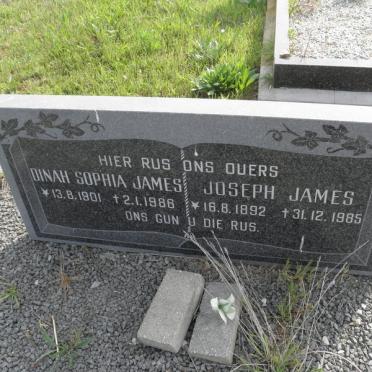 HIER RUS ONS OUERS
DINAH SOPHIA JAMES JOSEPH JAMES
*13.8.1901 †2.1.1986 *16.8.1892 †31.12.1985
ONS GUN U DIE RUS.